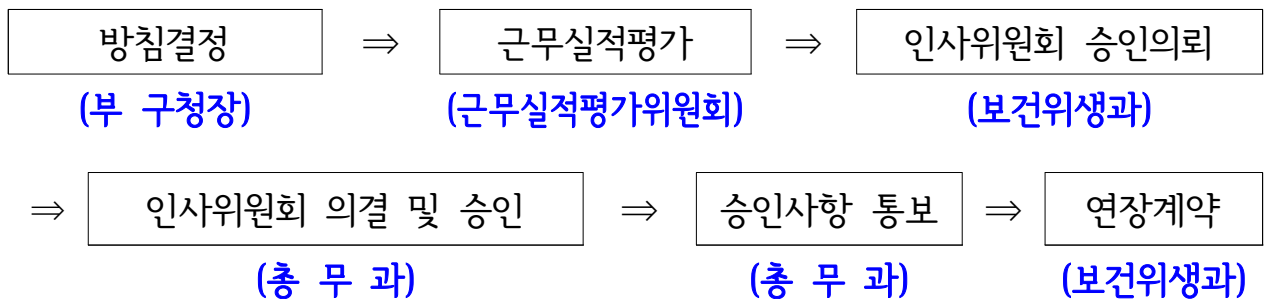 방침결정 ⇒ 근무실적평가 ⇒ 인사위원회 승인의뢰
(부 구청장) (근무실적평가위원회) (보건위생과)
⇒ 인사위원회 의결 및 승인 ⇒ 승인사항 통보 ⇒ 연장계약
(총 무 과) (총 무 과) (보건위생과)